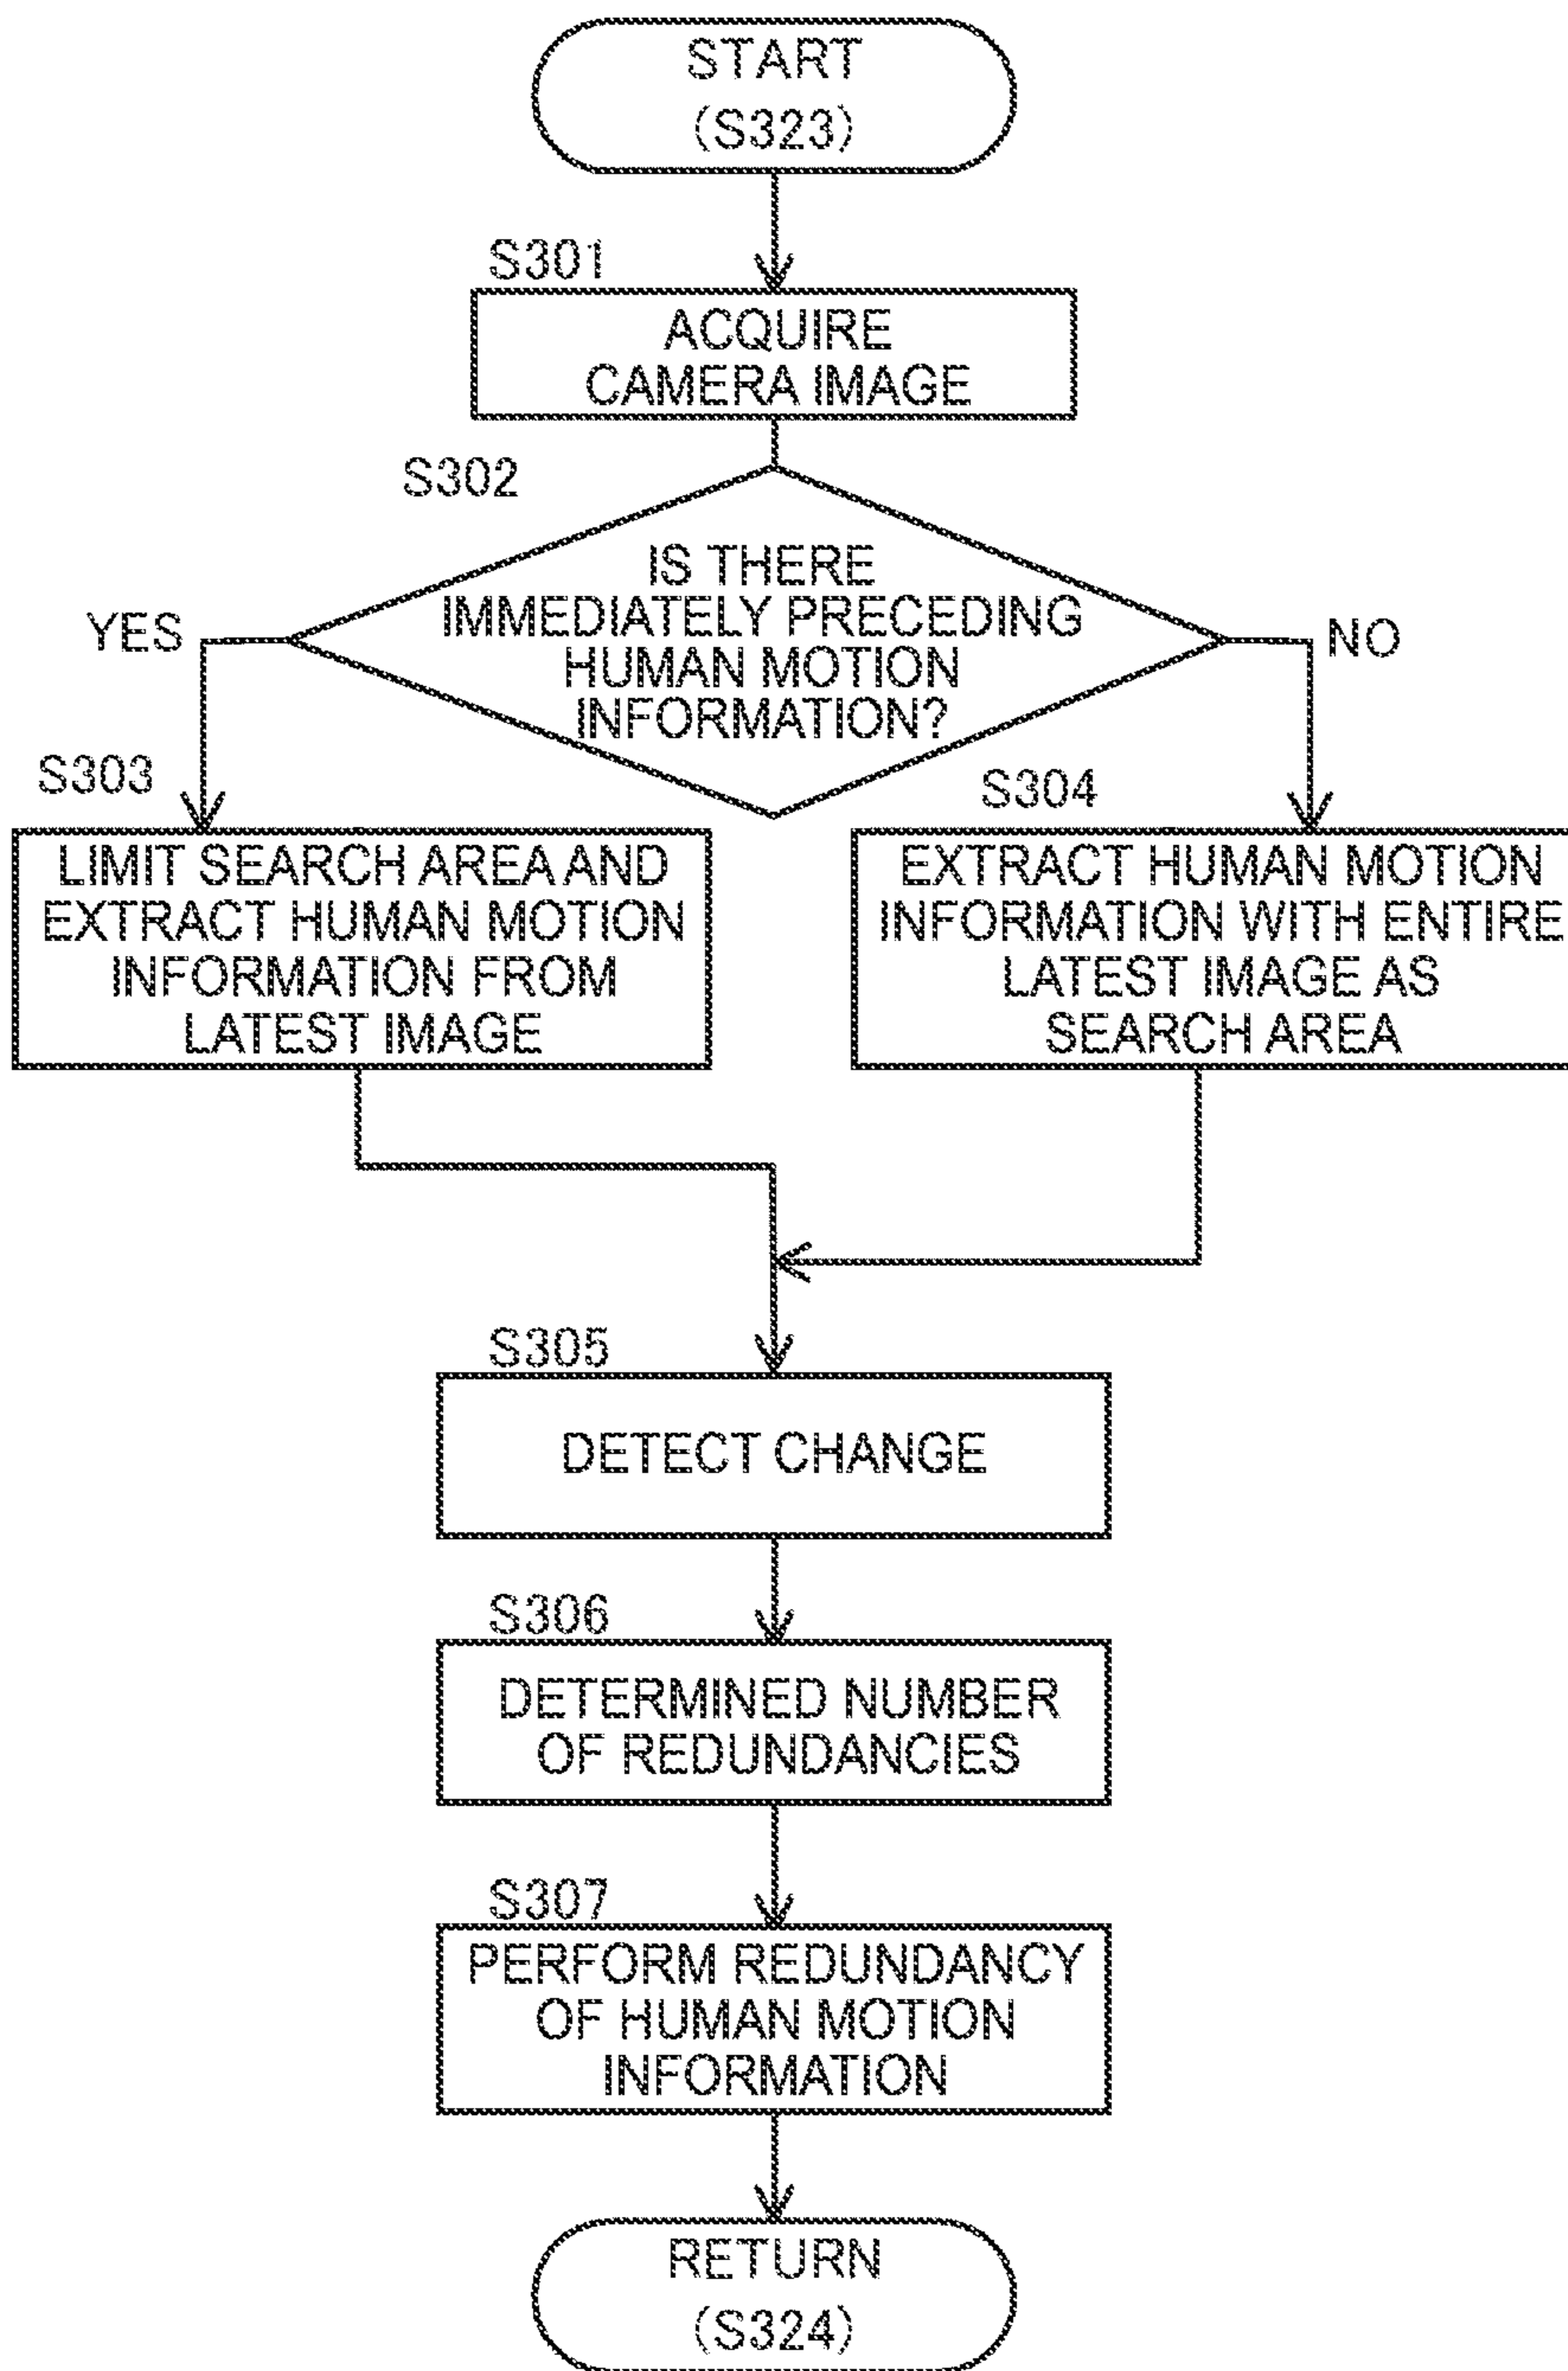 START
(S323)
S301
ACQUIRE
CAMERA IMAGE
S302
IS THERE
IMMEDIATELY PRECEDING
HUMAN MOTION
INFORMATION?
YES
NO
S303
LIMIT SEARCH AREA AND
EXTRACT HUMAN MOTION
INFORMATION FROM
LATEST IMAGE
S304
EXTRACT HUMAN MOTION
INFORMATION WITH ENTIRE
LATEST IMAGE AS
SEARCH AREA
S305
DETECT CHANGE
S306
DETERMINED NUMBER
OF REDUNDANCIES
S307
PERFORM REDUNDANCY
OF HUMAN MOTION
INFORMATION
RETURN
(S324)